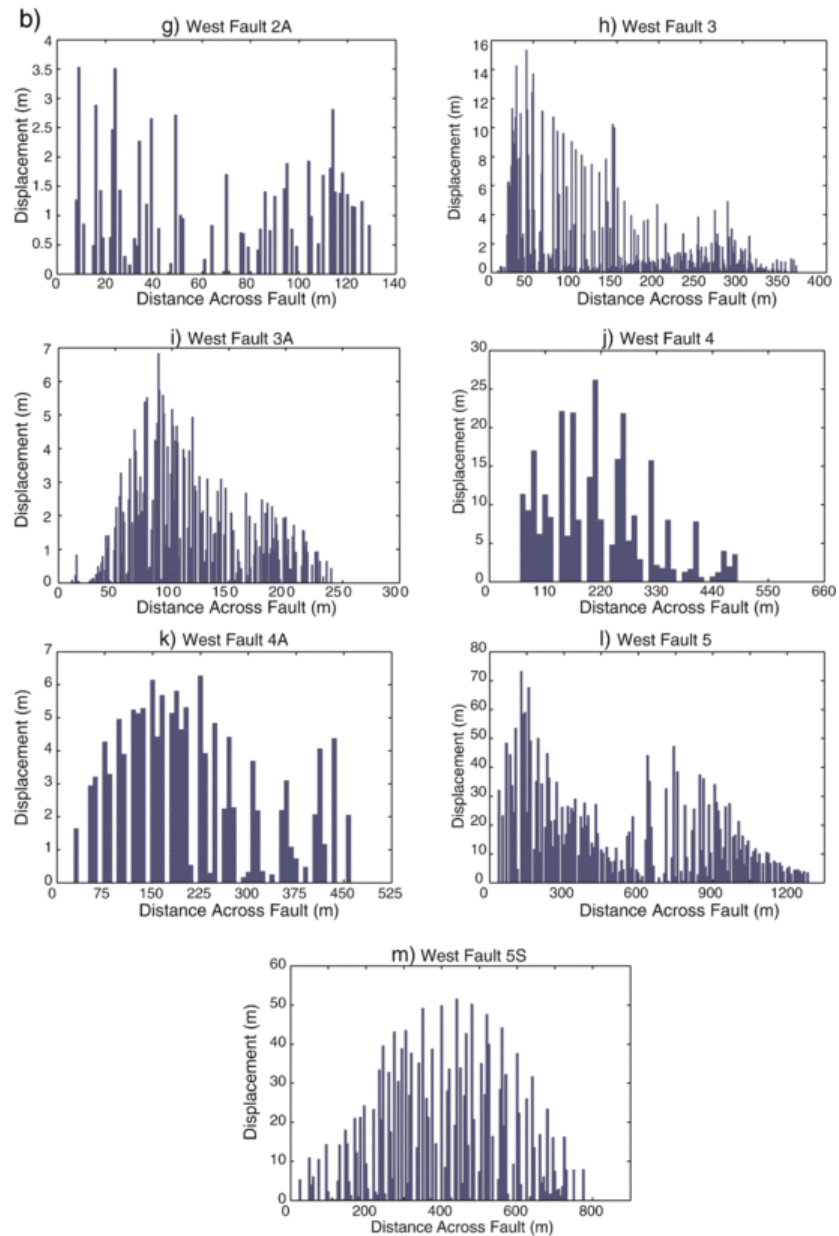 b)
g) West Fault 2A
Displacement (m)
4
3.5
3
2.5
2
1.5
1
0.5
0
0 20 40 60 80 100 120 140
Distance Across Fault (m)
h) West Fault 3
Displacement (m)
16
14
12
10
8
6
4
2
0
0 50 100 150 200 250 300 350 400
Distance Across Fault (m)
i) West Fault 3A
Displacement (m)
7
6
5
4
3
2
1
0
0 50 100 150 200 250 300
Distance Across Fault (m)
j) West Fault 4
Displacement (m)
30
25
20
15
10
5
0
0 110 220 330 440 550 660
Distance Across Fault (m)
k) West Fault 4A
Displacement (m)
7
6
5
4
3
2
1
0
0 75 150 225 300 375 450 525
Distance Across Fault (m)
l) West Fault 5
Displacement (m)
80
70
60
50
40
30
20
10
0
0 300 600 900 1200
Distance Across Fault (m)
m) West Fault 5S
Displacement (m)
60
50
40
30
20
10
0
0 200 400 600 800
Distance Across Fault (m)